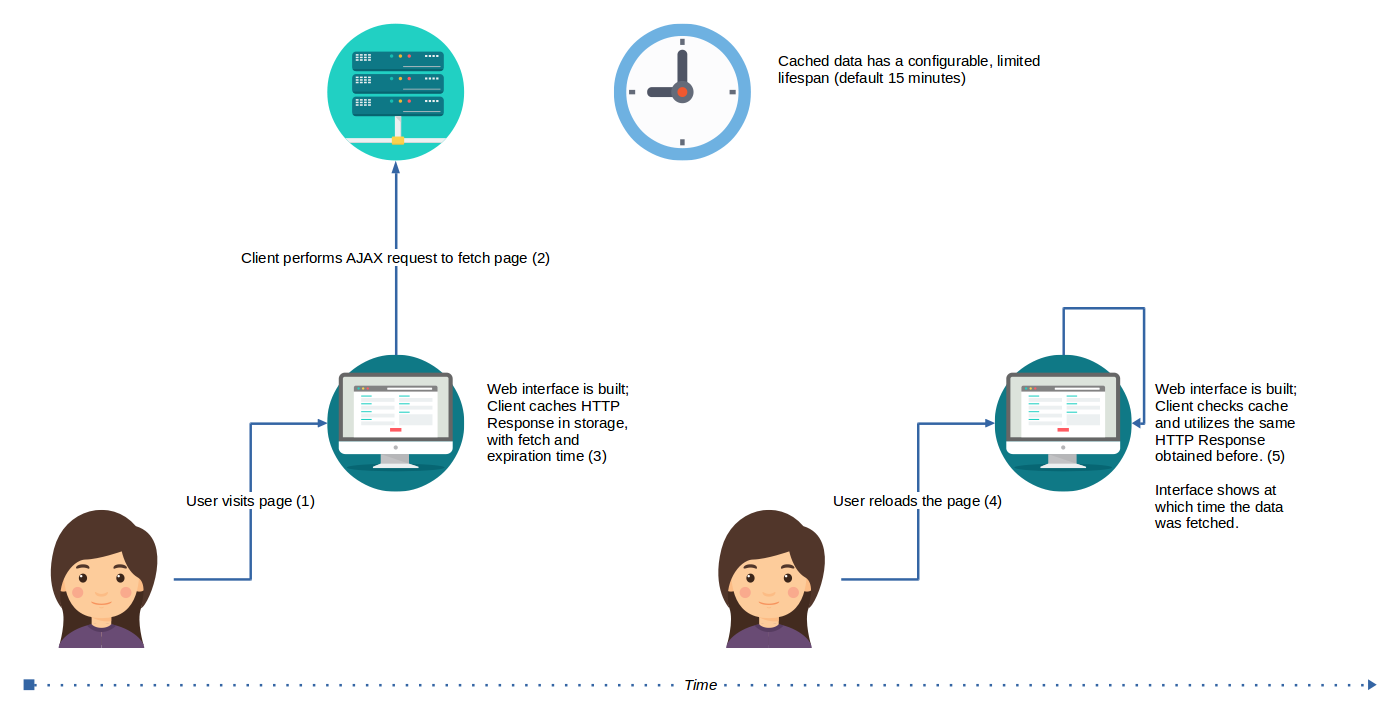 Cached data has a configurable, limited
lifespan (default 15 minutes)
Client performs AJAX request to fetch page (2)
Web interface is built;
Client caches HTTP
Response in storage,
with fetch and
expiration time (3)
User visits page (1)
Web interface is built;
Client checks cache
and utilizes the same
HTTP Response
obtained before. (5)
Interface shows at
which time the data
was fetched.
User reloads the page (4)
Time